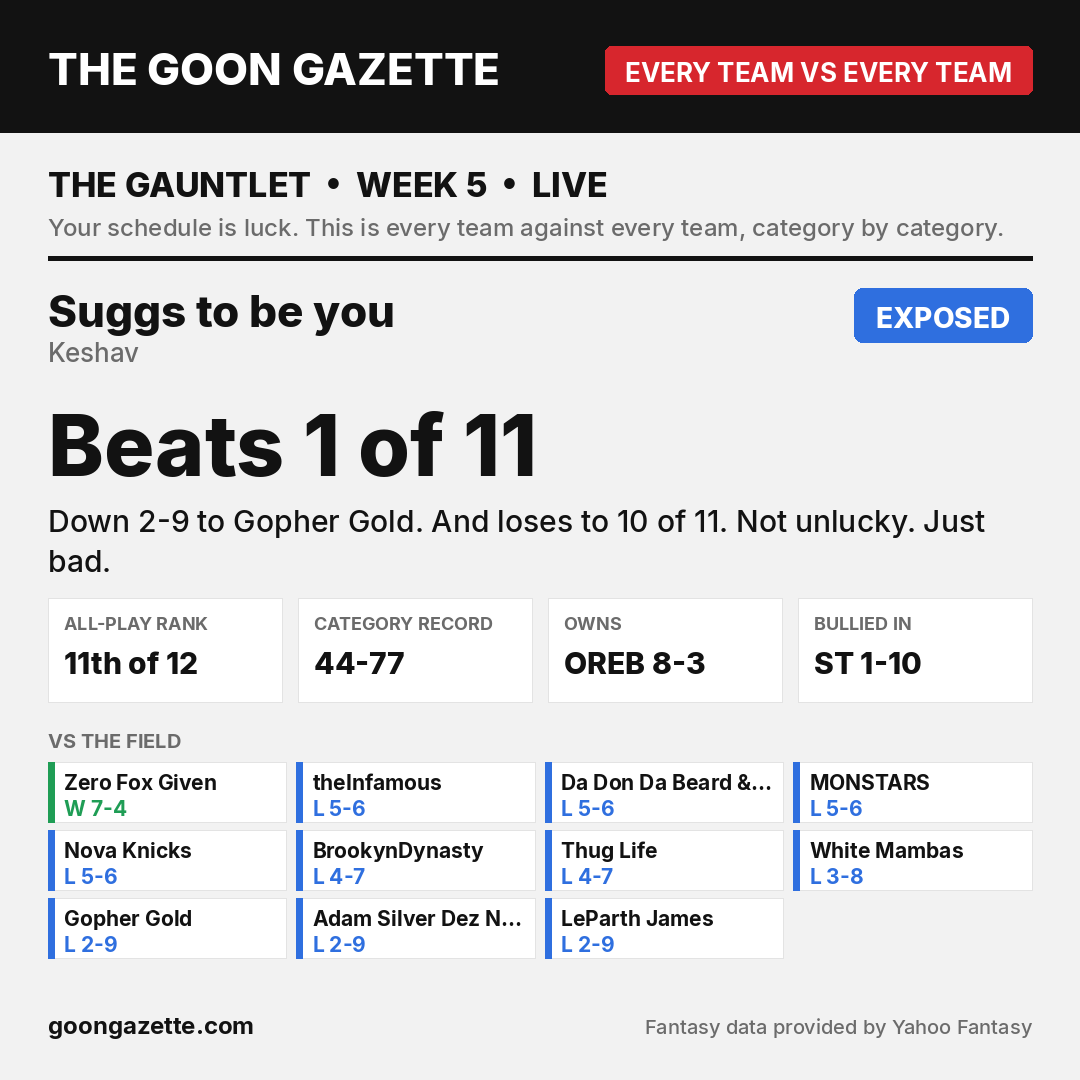 THE GOON GAZETTE
EVERY TEAM VS EVERY TEAM
THE GAUNTLET • WEEK 5 • LIVE
Your schedule is luck. This is every team against every team, category by category.
Suggs to be you
EXPOSED
Keshav
Beats 1 of 11
Down 2-9 to Gopher Gold. And loses to 10 of 11. Not unlucky. Just
bad.
ALL-PLAY RANK
11th of 12
CATEGORY RECORD
44-77
OWNS
OREB 8-3
BULLIED IN
ST 1-10
VS THE FIELD
Zero Fox Given
W 7-4
theInfamous
L 5-6
Da Don Da Beard &...
L 5-6
MONSTARS
L 5-6
Nova Knicks
L 5-6
BrookynDynasty
L 4-7
Thug Life
L 4-7
White Mambas
L 3-8
Gopher Gold
L 2-9
Adam Silver Dez N...
L 2-9
LeParth James
L 2-9
goongazette.com
Fantasy data provided by Yahoo Fantasy